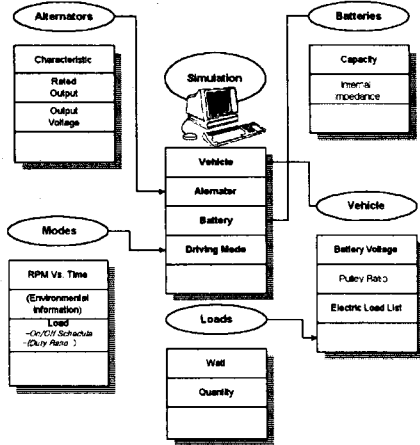 Alternators
Characteristic
Rated
Output
Output
Voltage
Simulation
Vehicle
Alernator
Battery
Driving Mode
Batteries
Capacity
Internal
Impedance
Vehicle
Battery Voltage
Pulley Ratio
Electric Load List
Modes
RPM Vs. Time
(Environmental
Information)
Load
-On/Off Schedule
-(Duty Ratio )
Loads
Watt
Quantity